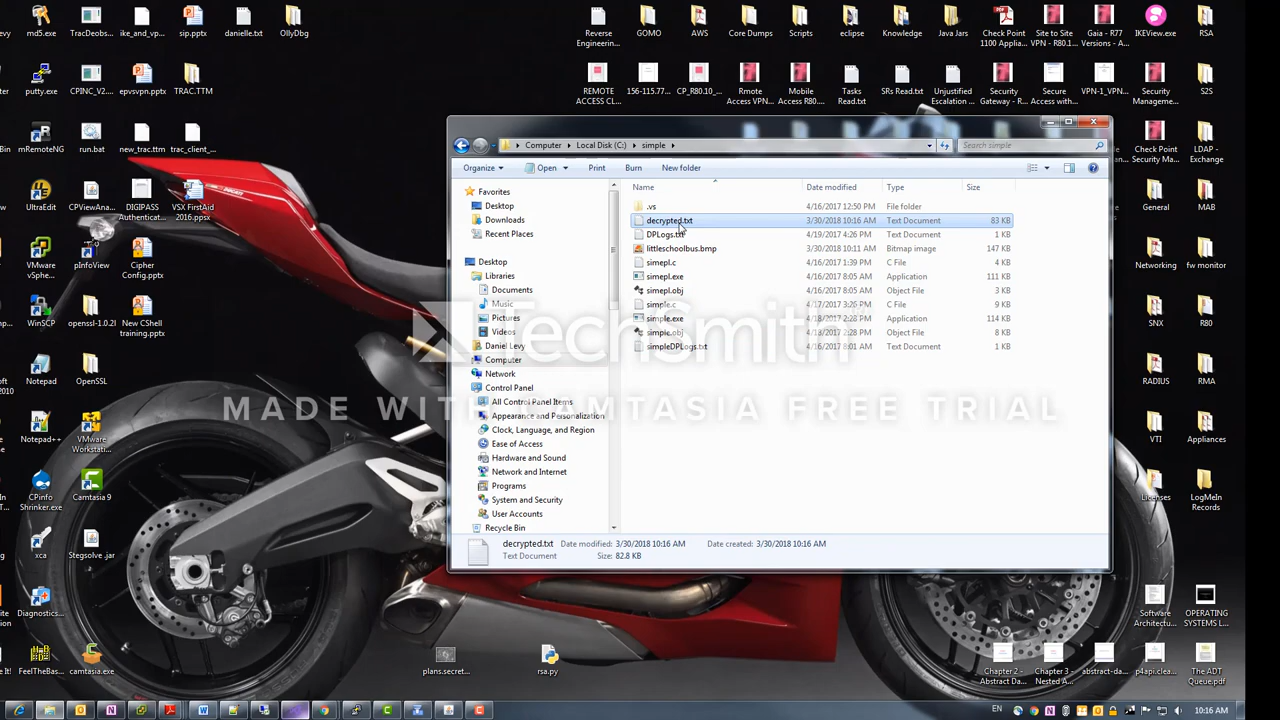 md5.exe
TracDeobs...
ike_and_vp...
sip.pptx
danielle.txt
OllyDbg
Reverse Engineerin...
GOMO
AWS
Core Dumps
Scripts
eclipse
Knowledge
Java Jars
Check Point 1100 Applia...
Site to Site VPN - R80.1...
Gaia - R77 Versions - A...
IKEView.exe
RSA
putty.exe
CPINC_V2....
epvsvpn.pptx
TRAC.TTM
REMOTE ACCESS CL...
156-115.77...
CP_R80.10_...
Rmote Access VPN...
Mobile Access R80....
Tasks Read.txt
SRs Read.txt
Unjustified Escalation ...
Security Gateway - R...
Secure Access with...
VPN-1_VPN...
Security Manageme...
S2S
mRemoteNG
run.bat
new_trac.ttm
trac_client_...
Check Point Security Ma...
LDAP - Exchange
UltraEdit
CPViewAna...
DIGIPASS Authenticat...
VSX FirstAid 2016.ppsx
General
MAB
VMware vSphe...
pInfoView
Cipher Config.pptx
Networking
fw monitor
WinSCP
openssl-1.0.2l
New CShell training.pptx
SNX
R80
Notepad
OpenSSL
RADIUS
RMA
Notepad++
VMware Workstati...
VTI
Appliances
CPinfo Shrinker.exe
Camtasia 9
Licenses
LogMeIn Records
xca
Stegsolve .jar
Diagnostics...
Software Architectu...
OPERATING SYSTEMS L...
FeelTheBas...
camtasia.exe
plans.secret...
rsa.py
Chapter 2 - Abstract Da...
Chapter 3 - Nested A...
abstract-da...
p4api.clea...
The ADT Queue.pdf
Computer
Local Disk (C:)
simple
Search simple
Organize
Open
Print
Burn
New folder
Name
Date modified
Type
Size
Favorites
Desktop
Downloads
Recent Places
Desktop
Libraries
Documents
Music
Pictures
Videos
Daniel Levy
Computer
Network
Control Panel
All Control Panel Items
Appearance and Personalization
Clock, Language, and Region
Ease of Access
Hardware and Sound
Network and Internet
Programs
System and Security
User Accounts
Recycle Bin
.vs 4/16/2017 12:50 PM File folder
decrypted.txt 3/30/2018 10:16 AM Text Document 83 KB
DPLogs.txt 4/19/2017 4:26 PM Text Document 1 KB
littleschoolbus.bmp 3/30/2018 10:11 AM Bitmap image 147 KB
simepl.c 4/16/2017 1:39 PM C File 4 KB
simepl.exe 4/16/2017 8:05 AM Application 111 KB
simepl.obj 4/16/2017 8:05 AM Object File 3 KB
simple.c 4/17/2017 3:26 PM C File 9 KB
simple.exe 4/18/2017 2:28 PM Application 114 KB
simple.obj 4/18/2017 2:28 PM Object File 8 KB
simpleDPLogs.txt 4/16/2017 8:01 AM Text Document 1 KB
TechSmith
MADE WITH CAMTASIA FREE TRIAL
decrypted.txt Date modified: 3/30/2018 10:16 AM Date created: 3/30/2018 10:16 AM
Text Document Size: 82.8 KB
EN
10:16 AM